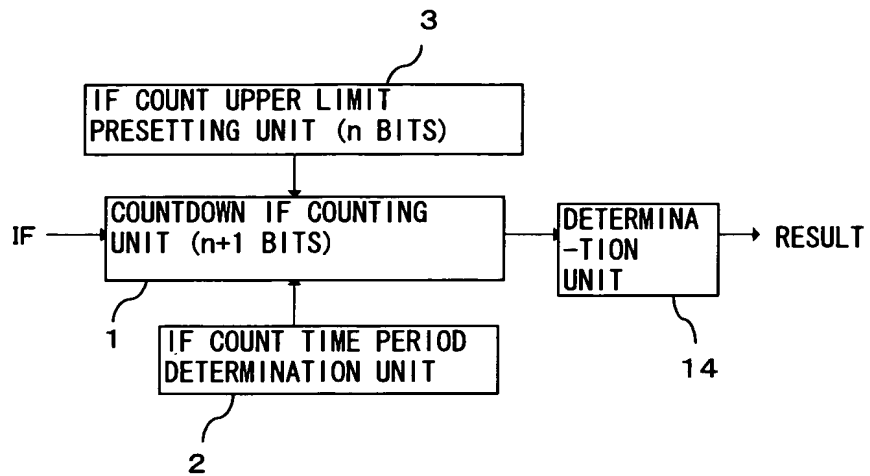 3
IF COUNT UPPER LIMIT
PRESETTING UNIT (n BITS)
IF
COUNTDOWN IF COUNTING
UNIT (n+1 BITS)
DETERMINA
-TION
UNIT
RESULT
1
IF COUNT TIME PERIOD
DETERMINATION UNIT
14
2